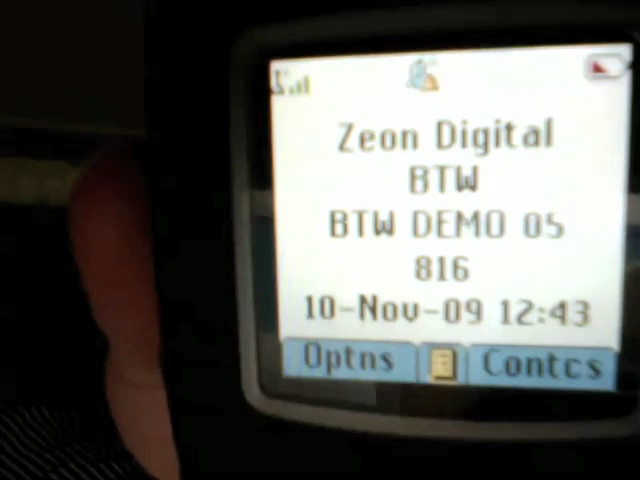 Zeon Digital
BTW
BTW DEMO 05
816
10-Nov-09 12:43
Optns Contcs